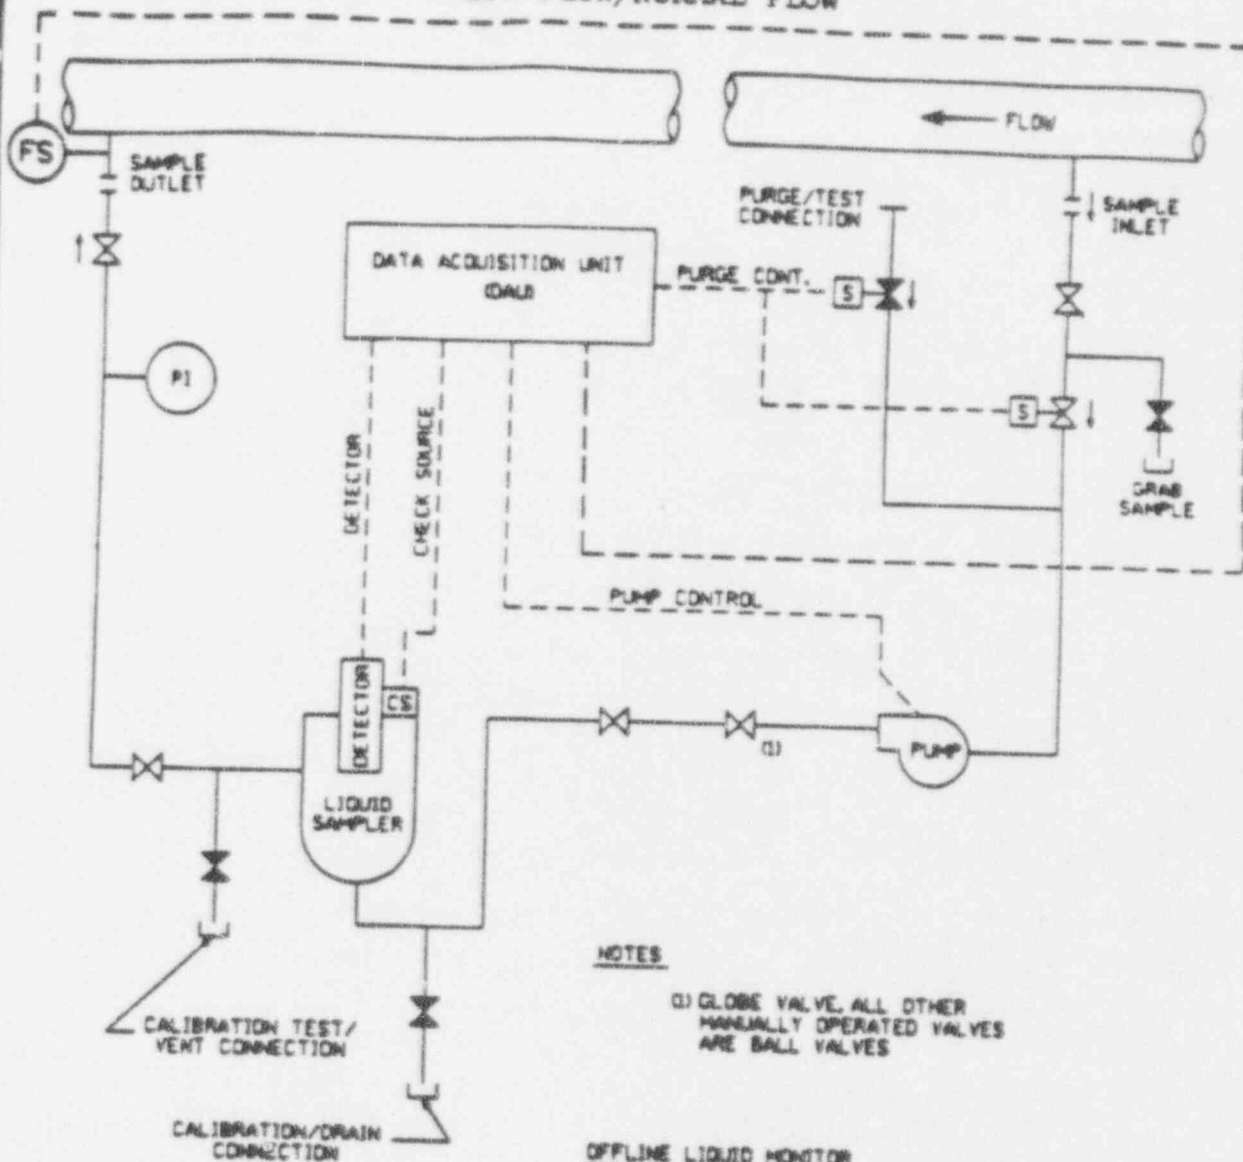 FLOW
FLOW
FS
SAMPLE
OUTLET
PURGE/TEST
CONNECTION
SAMPLE
INLET
DATA ACQUISITION UNIT
(DAU)
PURGE CONT.
S
PI
S
DETECTOR
CHECK SOURCE
GRAB
SAMPLE
PUMP CONTROL
DETECTOR
CS
PUMP
(1)
LIQUID
SAMPLER
NOTES
(1) GLOBE VALVE, ALL OTHER
MANUALLY OPERATED VALVES
ARE BALL VALVES
CALIBRATION TEST/
VENT CONNECTION
CALIBRATION/DRAIN
CONNECTION
OFFLINE LIQUID MONITOR